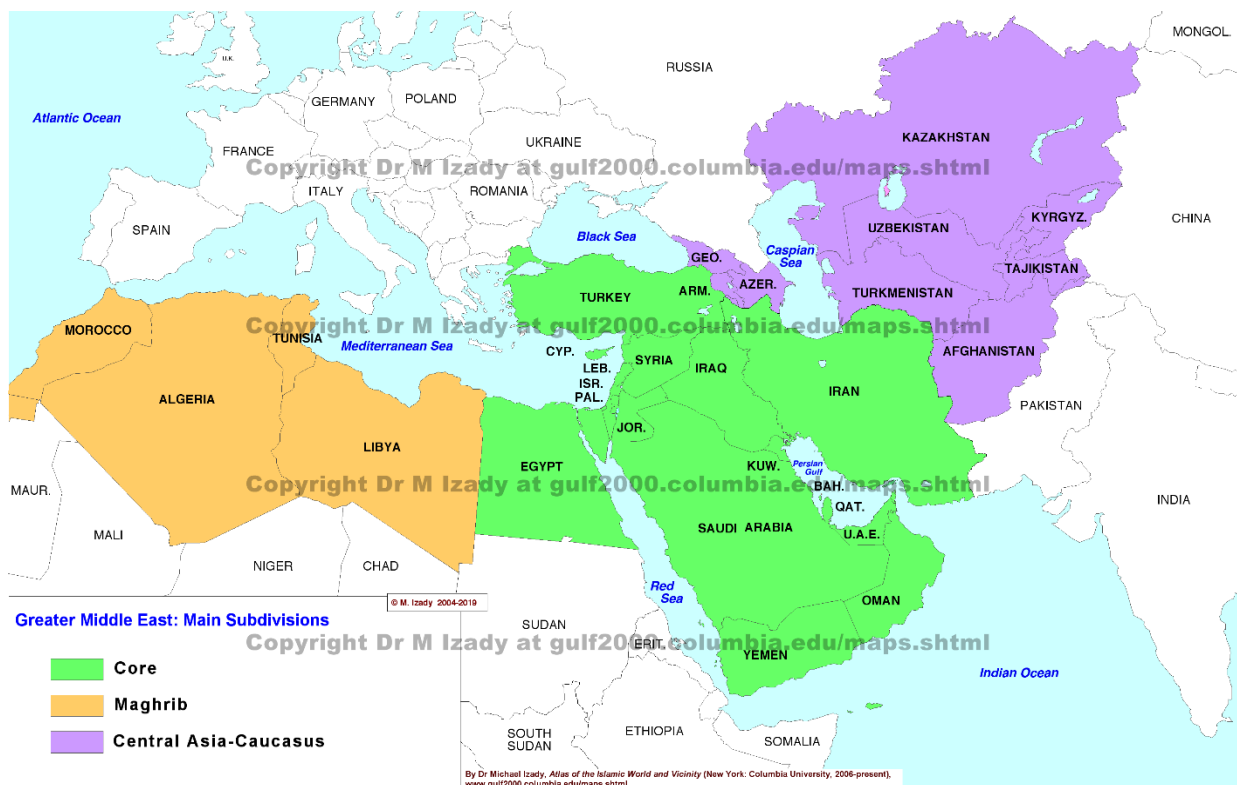 MONGOL.
RUSSIA
U.K.
GERMANY
POLAND
Atlantic Ocean
KAZAKHSTAN
UKRAINE
FRANCE
Copyright Dr M Izady at gulf2000.columbia.edu/maps.shtml
ITALY
ROMANIA
KYRGYZ.
CHINA
SPAIN
UZBEKISTAN
Black Sea
Caspian
Sea
GEO.
TAJIKISTAN
AZER.
TURKMENISTAN
ARM.
TURKEY
Copyright Dr M Izady at gulf2000.columbia.edu/maps.shtml
MOROCCO
TUNISIA
Mediterranean Sea
CYP.
AFGHANISTAN
SYRIA
LEB.
IRAQ
ISR.
PAL.
IRAN
ALGERIA
PAKISTAN
JOR.
LIBYA
EGYPT
KUW.
Persian
Gulf
Copyright Dr M Izady at gulf2000.columbia.edu/maps.shtml
BAH.
MAUR.
INDIA
QAT.
SAUDI ARABIA
MALI
U.A.E.
NIGER
CHAD
Red
Sea
OMAN
© M. Izady 2004-2019
Greater Middle East: Main Subdivisions
SUDAN
Copyright Dr M Izady at gulf2000.columbia.edu/maps.shtml
ERIT.
YEMEN
Indian Ocean
Core
Maghrib
SOUTH
SUDAN
ETHIOPIA
SOMALIA
Central Asia-Caucasus
By Dr Michael Izady, Atlas of the Islamic World and Vicinity (New York: Columbia University, 2006-present),
www.gulf2000.columbia.edu/maps.shtml